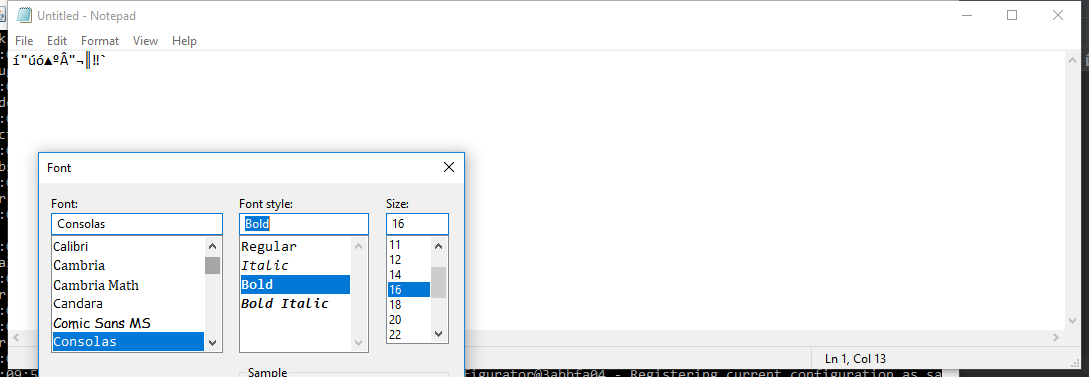 Untitled - Notepad
File Edit Format View Help
í"úó▲ºÂ"¬║‼`
Font
Font: Font style: Size:
Consolas Bold 16
Calibri Regular 11
Cambria Italic 12
Cambria Math Bold 14
Candara Bold Italic 16
Comic Sans MS 18
Consolas 20
22
Sample
Ln 1, Col 13
:09:5
figurator@3abbfa04 - Registering current configuration as sa